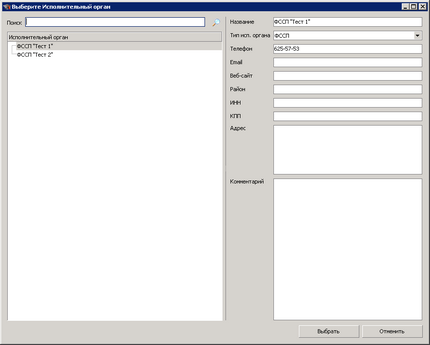 Выберите Исполнительный орган
Поиск:
Исполнительный орган
ФССП "Тест 1"
ФССП "Тест 2"
Название ФССП "Тест 1"
Тип исп. органа ФССП
Телефон 625-57-53
Email
Веб-сайт
Район
ИНН
КПП
Адрес
Комментарий
Выбрать Отменить